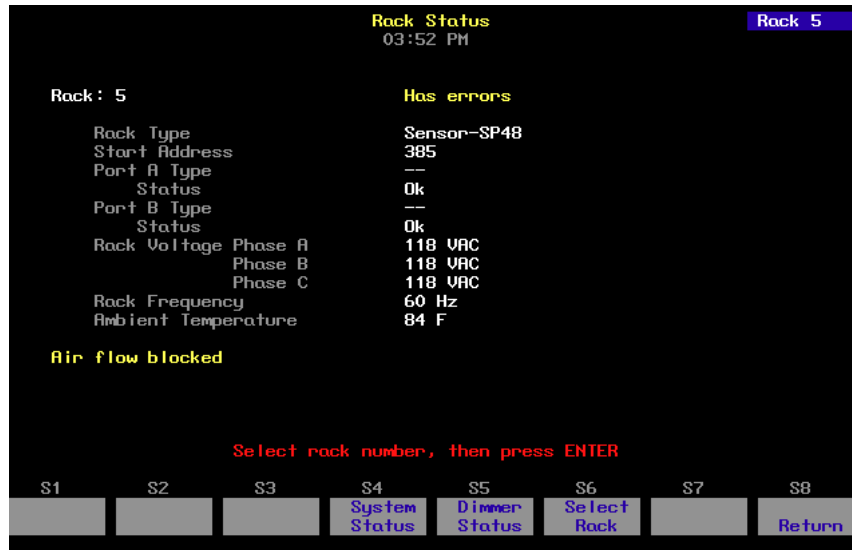 Rack Status Rack 5
03:52 PM
Rack: 5 Has errors
Rack Type Sensor-SP48
Start Address 385
Port A Type --
Status Ok
Port B Type --
Status Ok
Rack Voltage Phase A 118 VAC
Phase B 118 VAC
Phase C 118 VAC
Rack Frequency 60 Hz
Ambient Temperature 84 F
Air flow blocked
Select rack number, then press ENTER
S1 S2 S3 S4 S5 S6 S7 S8
System Dimmer Select
Status Status Rack Return